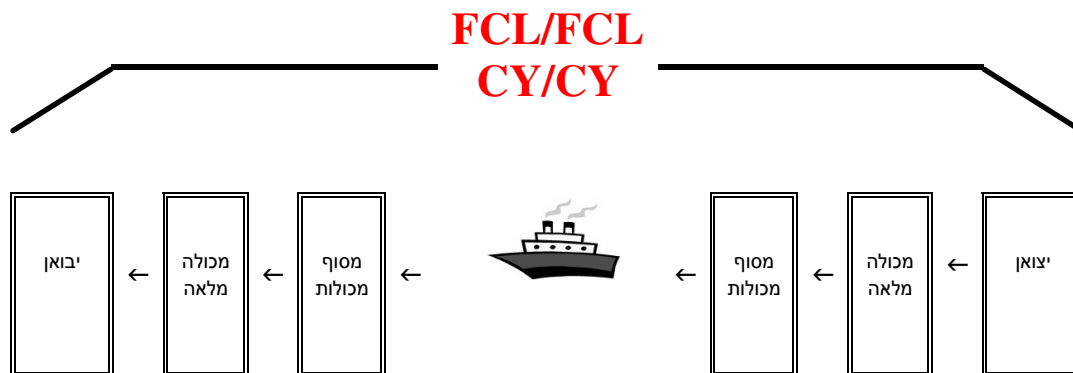 FCL/FCL
CY/CY
יצואן
מכולה
מלאה
מסוף
מכולות
מסוף
מכולות
מכולה
מלאה
יבואן